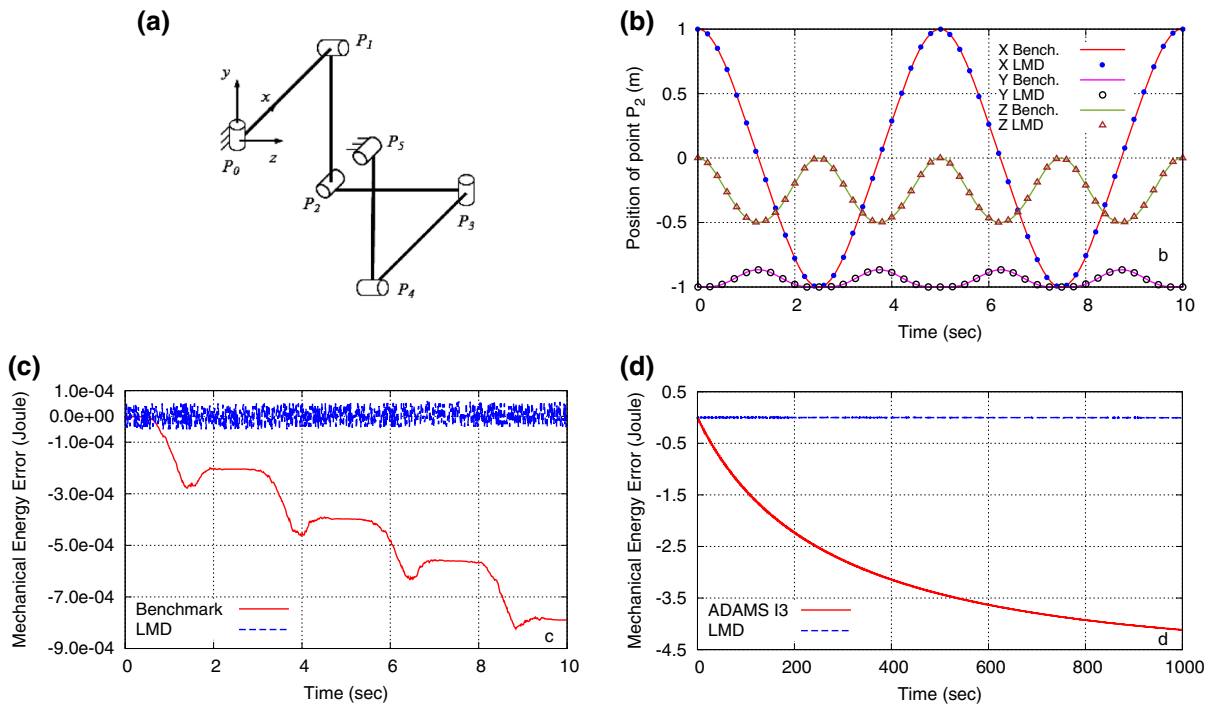 (a)
P1
y
x
P5
P0
z
P2
P3
P4
(b)
Position of point P2 (m)
1
0.5
0
-0.5
-1
X Bench.
X LMD
Y Bench.
Y LMD
Z Bench.
Z LMD
b
0 2 4 6 8 10
Time (sec)
(c)
Mechanical Energy Error (Joule)
1.0e-04
0.0e+00
-1.0e-04
-3.0e-04
-5.0e-04
-7.0e-04
-9.0e-04
Benchmark
LMD
c
0 2 4 6 8 10
Time (sec)
(d)
Mechanical Energy Error (Joule)
0.5
-0.5
-1.5
-2.5
-3.5
-4.5
ADAMS I3
LMD
d
0 200 400 600 800 1000
Time (sec)